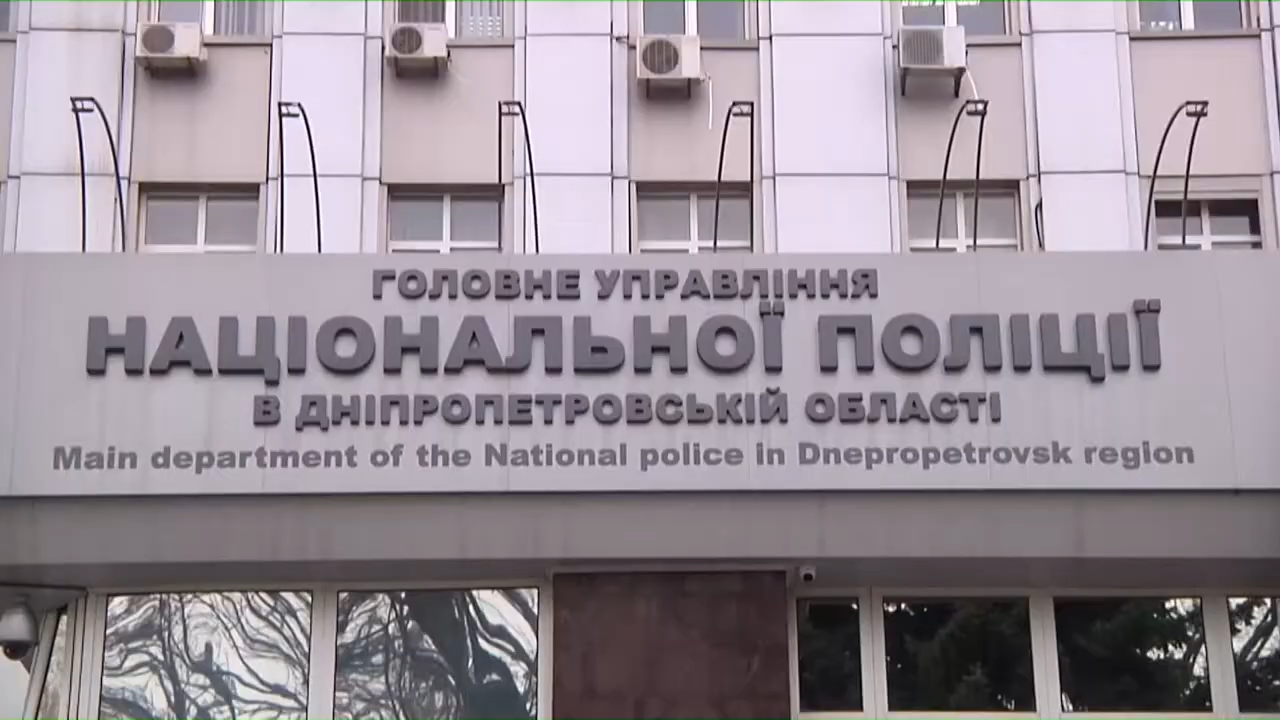 ГОЛОВНЕ УПРАВЛІННЯ
НАЦІОНАЛЬНОЇ ПОЛІЦІЇ
В ДНІПРОПЕТРОВСЬКІЙ ОБЛАСТІ
Main department of the National police in Dnepropetrovsk region